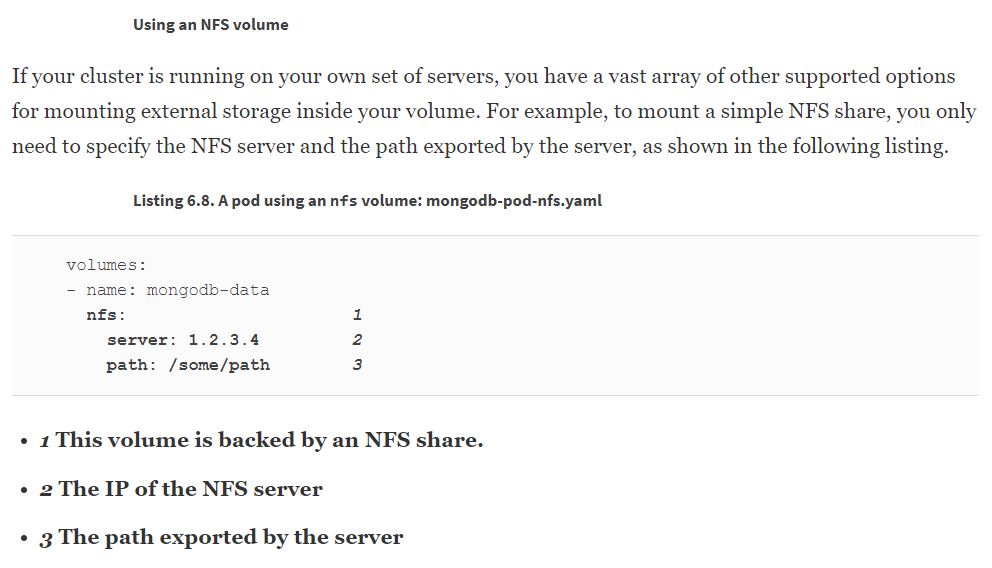 Using an NFS volume
If your cluster is running on your own set of servers, you have a vast array of other supported options
for mounting external storage inside your volume. For example, to mount a simple NFS share, you only
need to specify the NFS server and the path exported by the server, as shown in the following listing.
Listing 6.8. A pod using an nfs volume: mongodb-pod-nfs.yaml
volumes:
- name: mongodb-data
nfs: 1
server: 1.2.3.4 2
path: /some/path 3
• 1 This volume is backed by an NFS share.
• 2 The IP of the NFS server
• 3 The path exported by the server